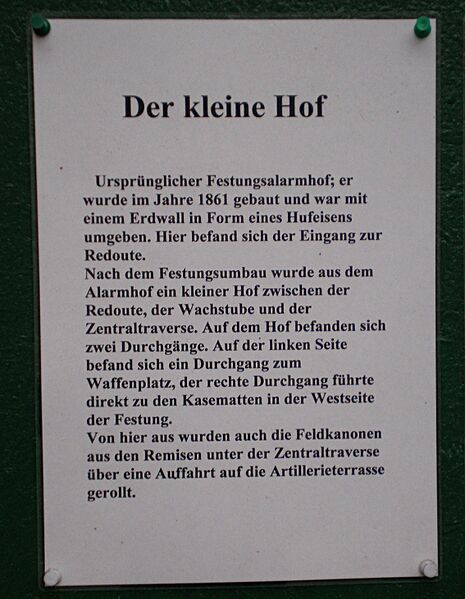 Der kleine Hof
Ursprünglicher Festungsalarmhof; er
wurde im Jahre 1861 gebaut und war mit
einem Erdwall in Form eines Hufeisens
umgeben. Hier befand sich der Eingang zur
Redoute.
Nach dem Festungsumbau wurde aus dem
Alarmhof ein kleiner Hof zwischen der
Redoute, der Wachstube und der
Zentraltraverse. Auf dem Hof befanden sich
zwei Durchgänge. Auf der linken Seite
befand sich ein Durchgang zum
Waffenplatz, der rechte Durchgang führte
direkt zu den Kasematten in der Westseite
der Festung.
Von hier aus wurden auch die Feldkanonen
aus den Remisen unter der Zentraltraverse
über eine Auffahrt auf die Artillerieterrasse
gerollt.